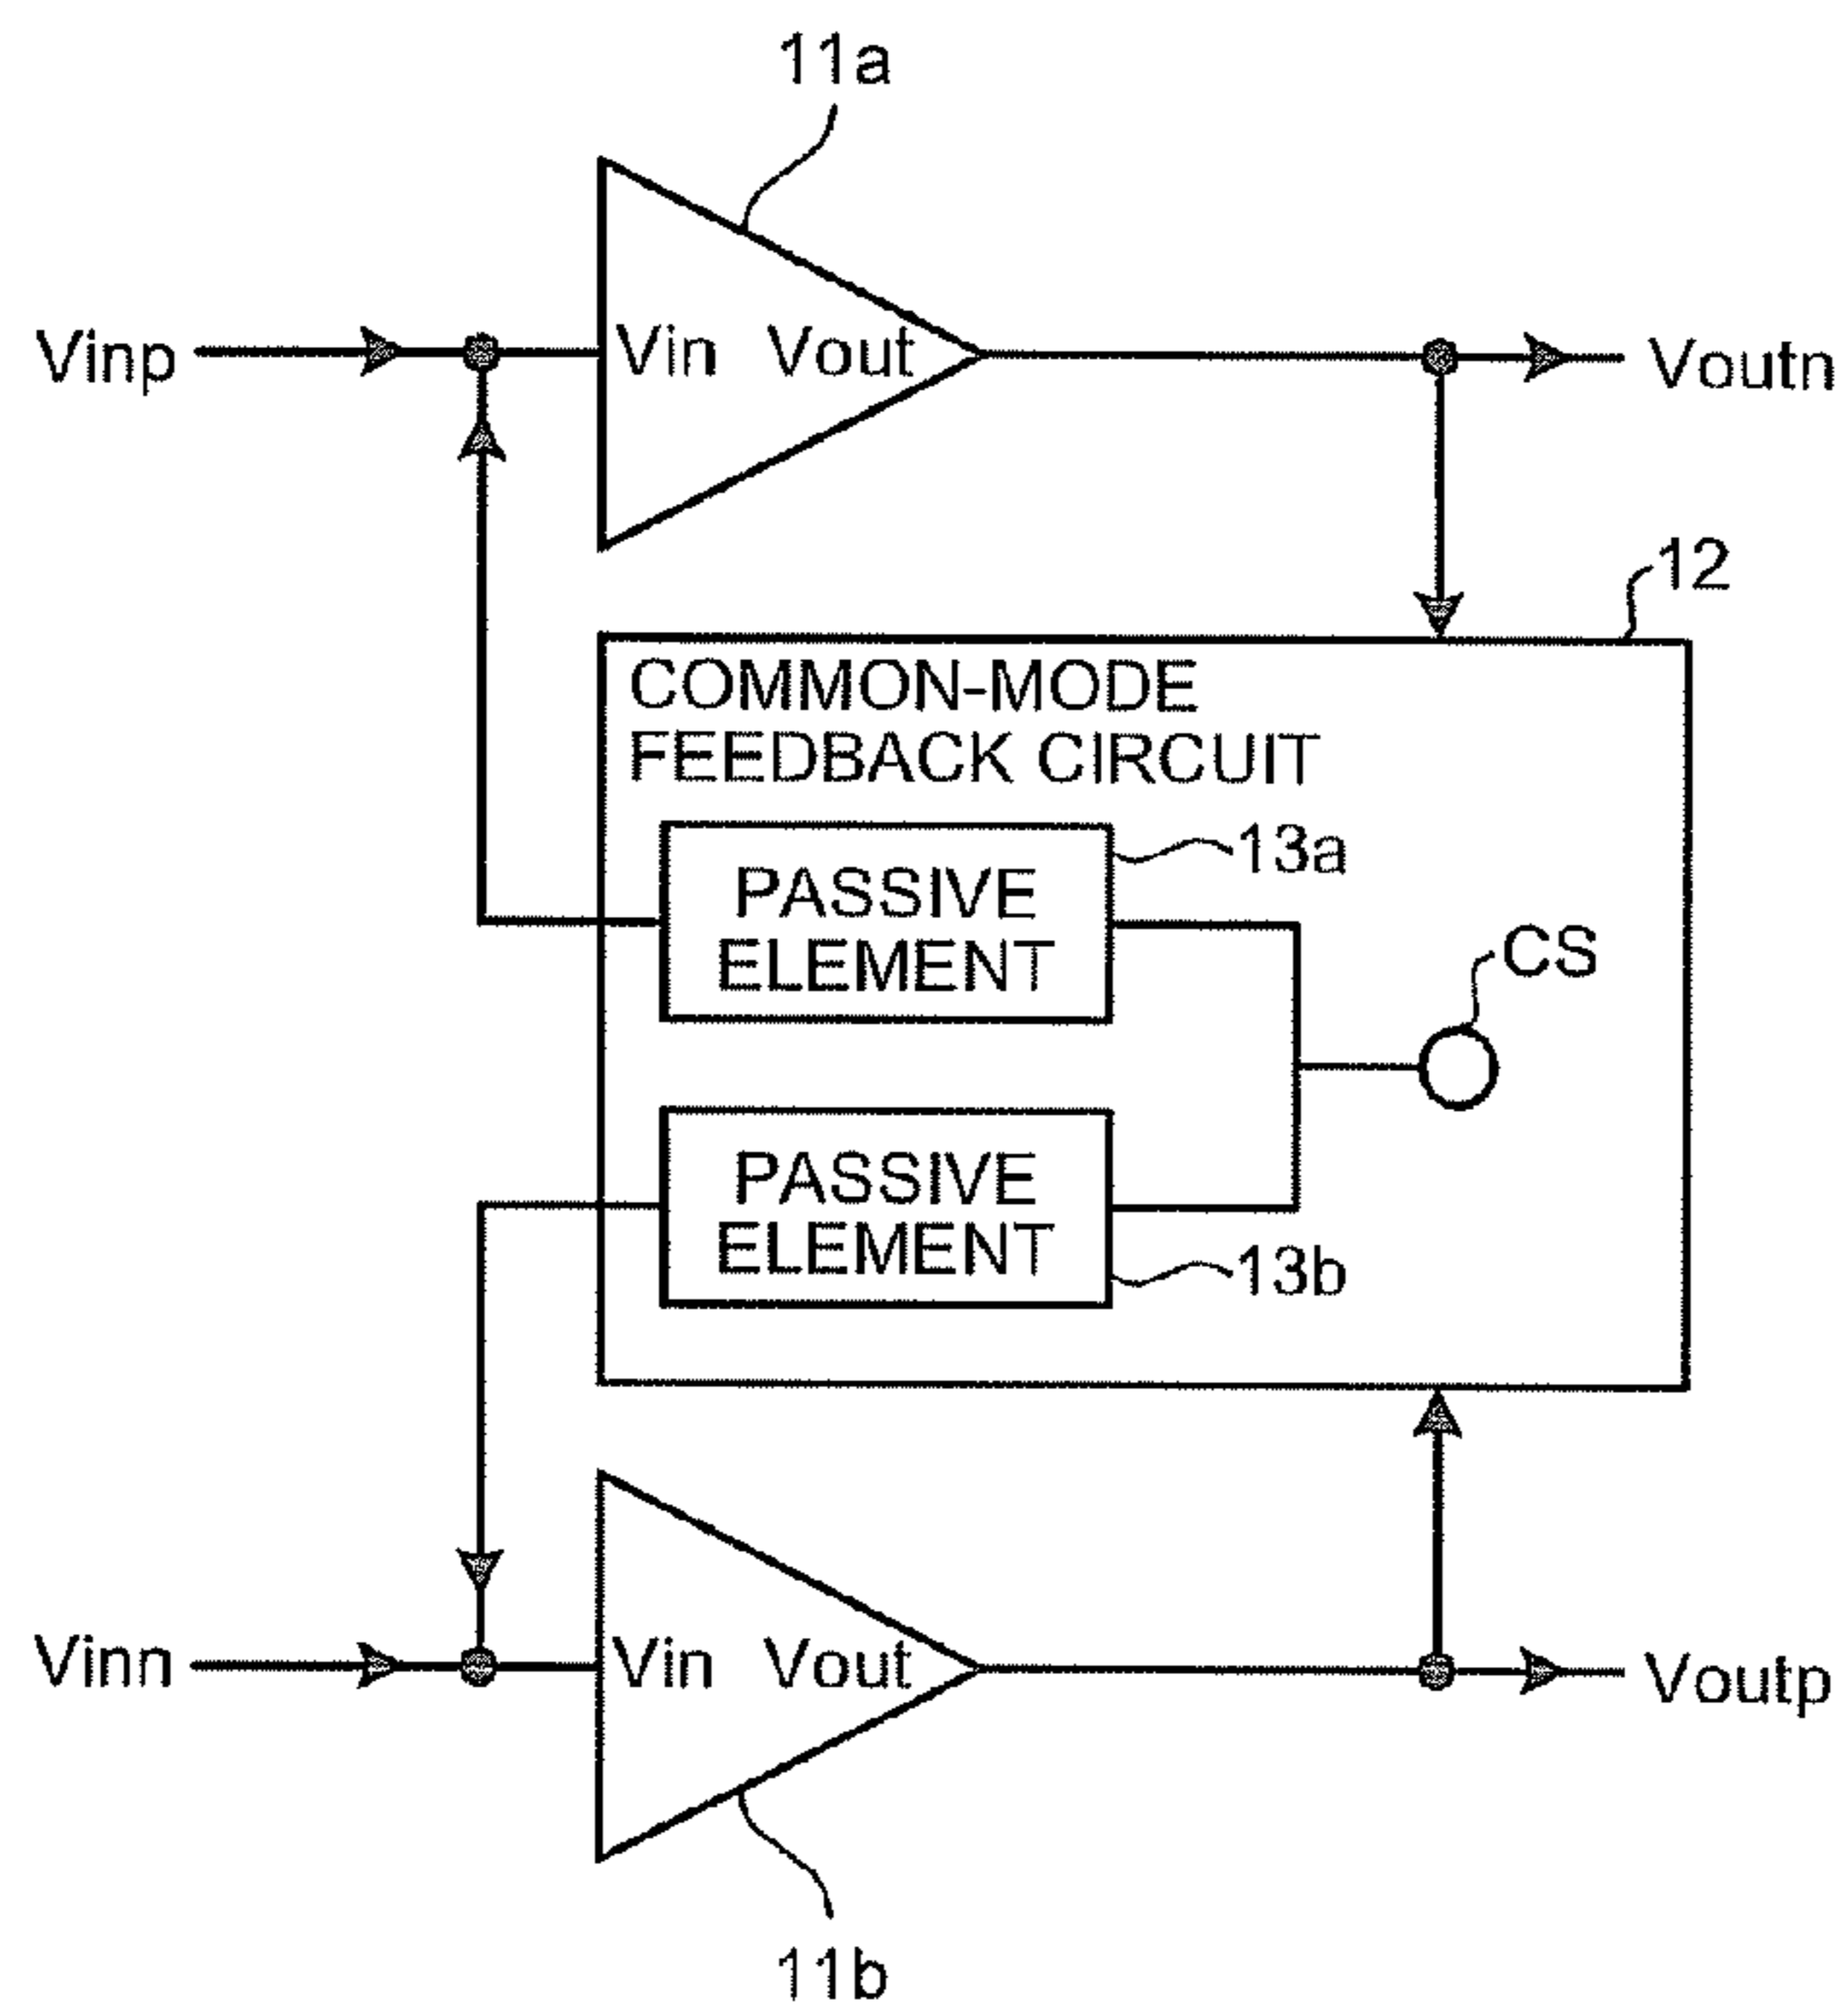 11a
Vinp
Vin Vout
Voutn
12
COMMON-MODE
FEEDBACK CIRCUIT
13a
PASSIVE
ELEMENT
CS
PASSIVE
ELEMENT
13b
Vinn
Vin Vout
Voutp
11b